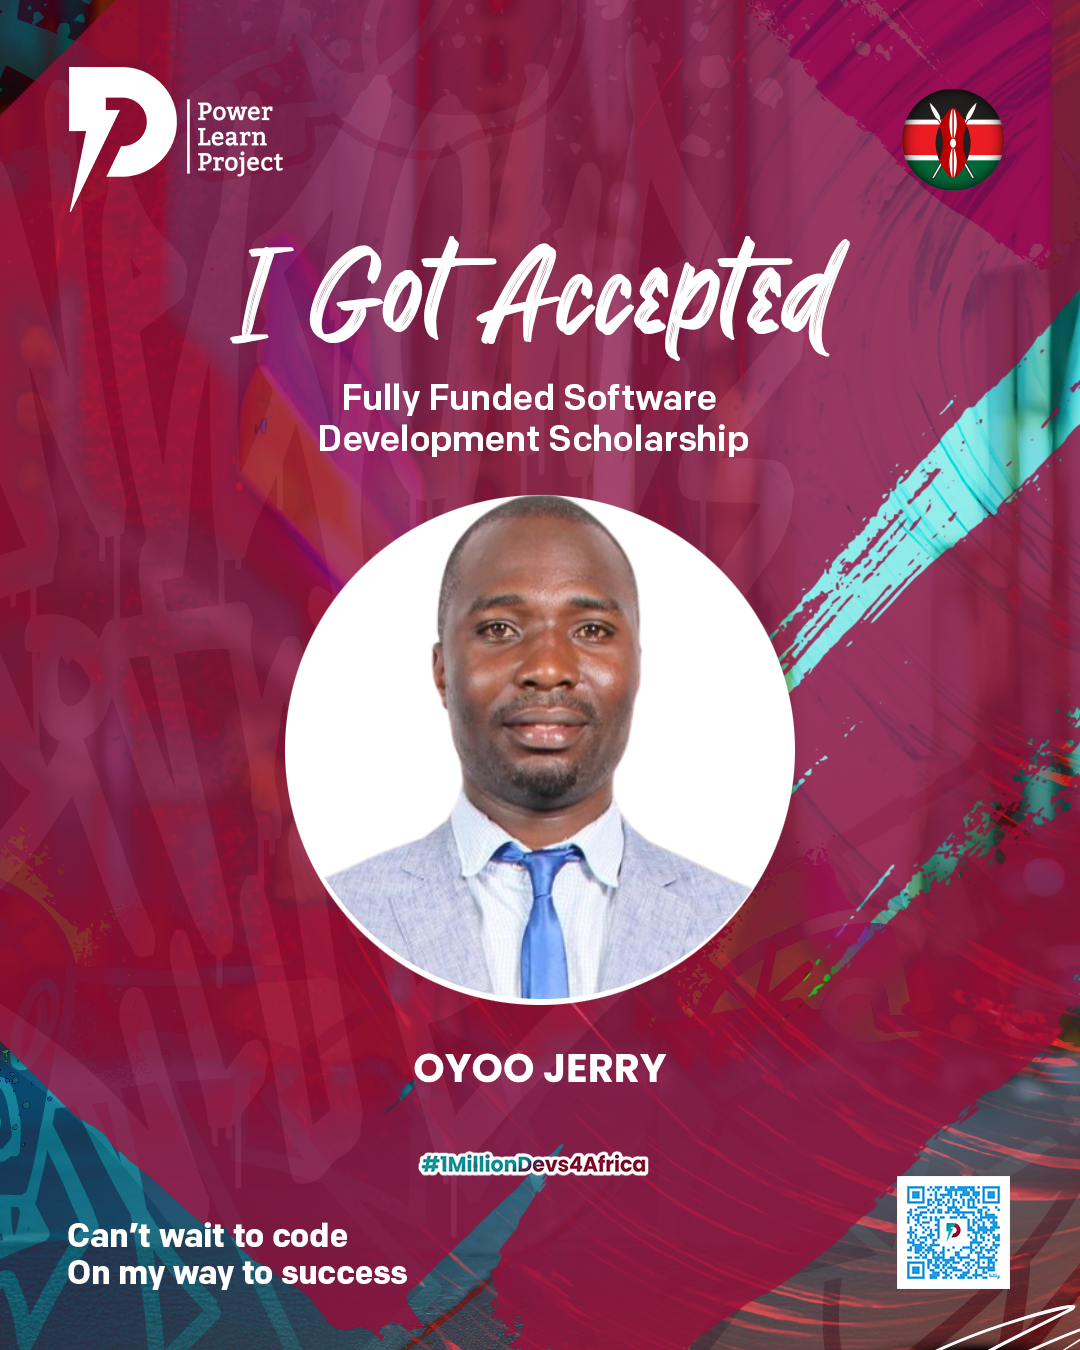 Power
Learn
Project
I Got Accepted
Fully Funded Software
Development Scholarship
OYOO JERRY
#1MillionDevs4Africa
Can't wait to code
On my way to success